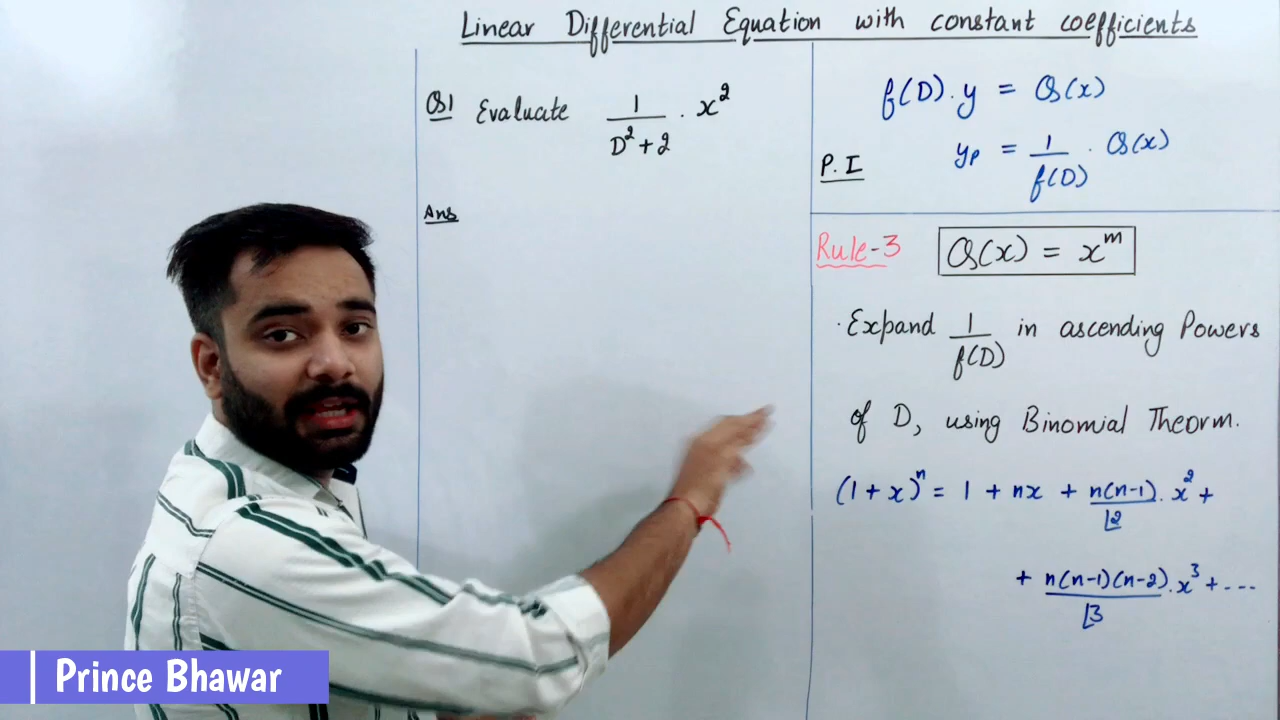 Linear Differential Equation with constant coefficients
Q1 Evaluate 1/(D²+2) . x²
Ans
f(D).y = Q(x)
P.I y_P = 1/f(D) . Q(x)
Rule-3 Q(x) = x^m
. Expand 1/f(D) in ascending Powers
of D, using Binomial Theorm.
(1+x)^n = 1 + nx + n(n-1)/⌊2 . x² +
+ n(n-1)(n-2)/⌊3 . x³ + ----
Prince Bhawar